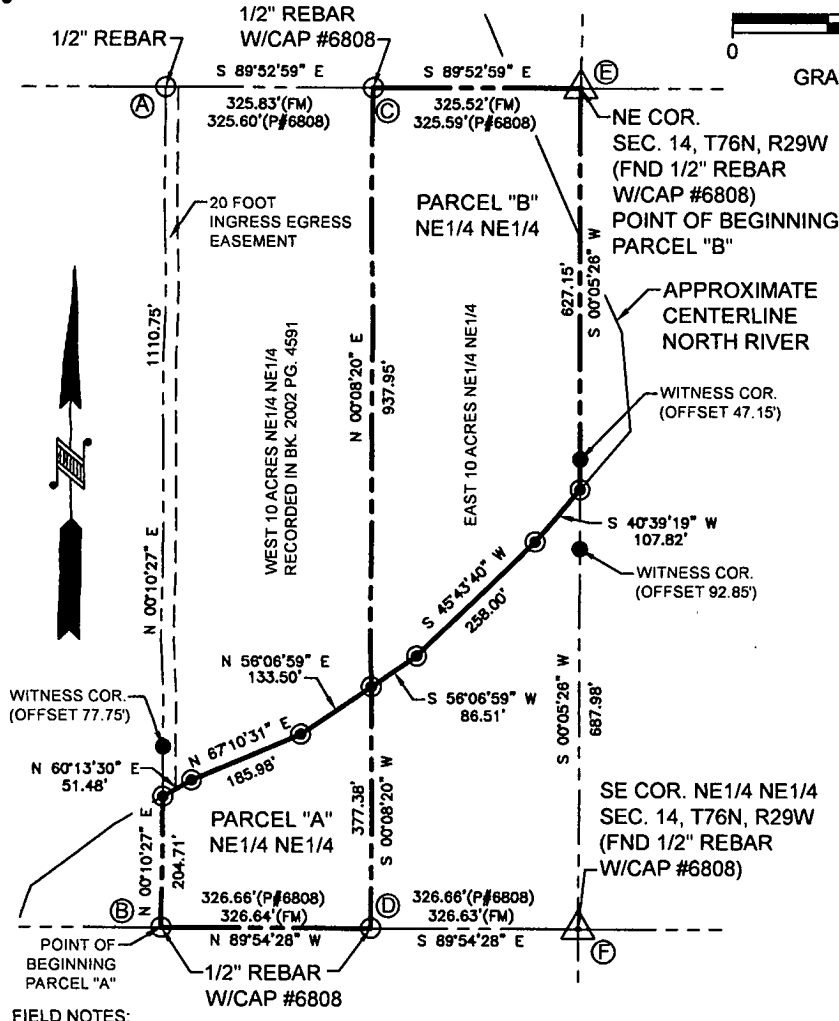 1/2" REBAR
1/2" REBAR
W/CAP #6808
0
GRA
S 89°52'59" E
325.83'(FM)
325.60'(P#6808)
S 89°52'59" E
325.52'(FM)
325.59'(P#6808)
A
C
E
NE COR.
SEC. 14, T76N, R29W
(FND 1/2" REBAR
W/CAP #6808)
POINT OF BEGINNING
PARCEL "B"
20 FOOT
INGRESS EGRESS
EASEMENT
PARCEL "B"
NE1/4 NE1/4
627.15'
S 00°05'26" W
APPROXIMATE
CENTERLINE
NORTH RIVER
1110.75'
N 00°10'27" E
WEST 10 ACRES NE1/4 NE1/4
RECORDED IN BK. 2002 PG. 4591
N 00°08'20" E
937.95'
EAST 10 ACRES NE1/4 NE1/4
WITNESS COR.
(OFFSET 47.15')
S 40°39'19" W
107.82'
WITNESS COR.
(OFFSET 92.85')
S 45°43'40" W
258.00'
N 56°06'59" E
133.50'
S 56°06'59" W
86.51'
S 00°05'26" W
687.98'
WITNESS COR.
(OFFSET 77.75')
N 60°13'30" E
51.48'
N 67°10'31" E
185.98'
N 00°10'27" E
204.71'
PARCEL "A"
NE1/4 NE1/4
377.38'
S 00°08'20" W
SE COR. NE1/4 NE1/4
SEC. 14, T76N, R29W
(FND 1/2" REBAR
W/CAP #6808)
326.66'(P#6808)
326.64'(FM)
N 89°54'28" W
326.66'(P#6808)
326.63'(FM)
S 89°54'28" E
B
D
F
POINT OF
BEGINNING
PARCEL "A"
1/2" REBAR
W/CAP #6808
FIELD NOTES: